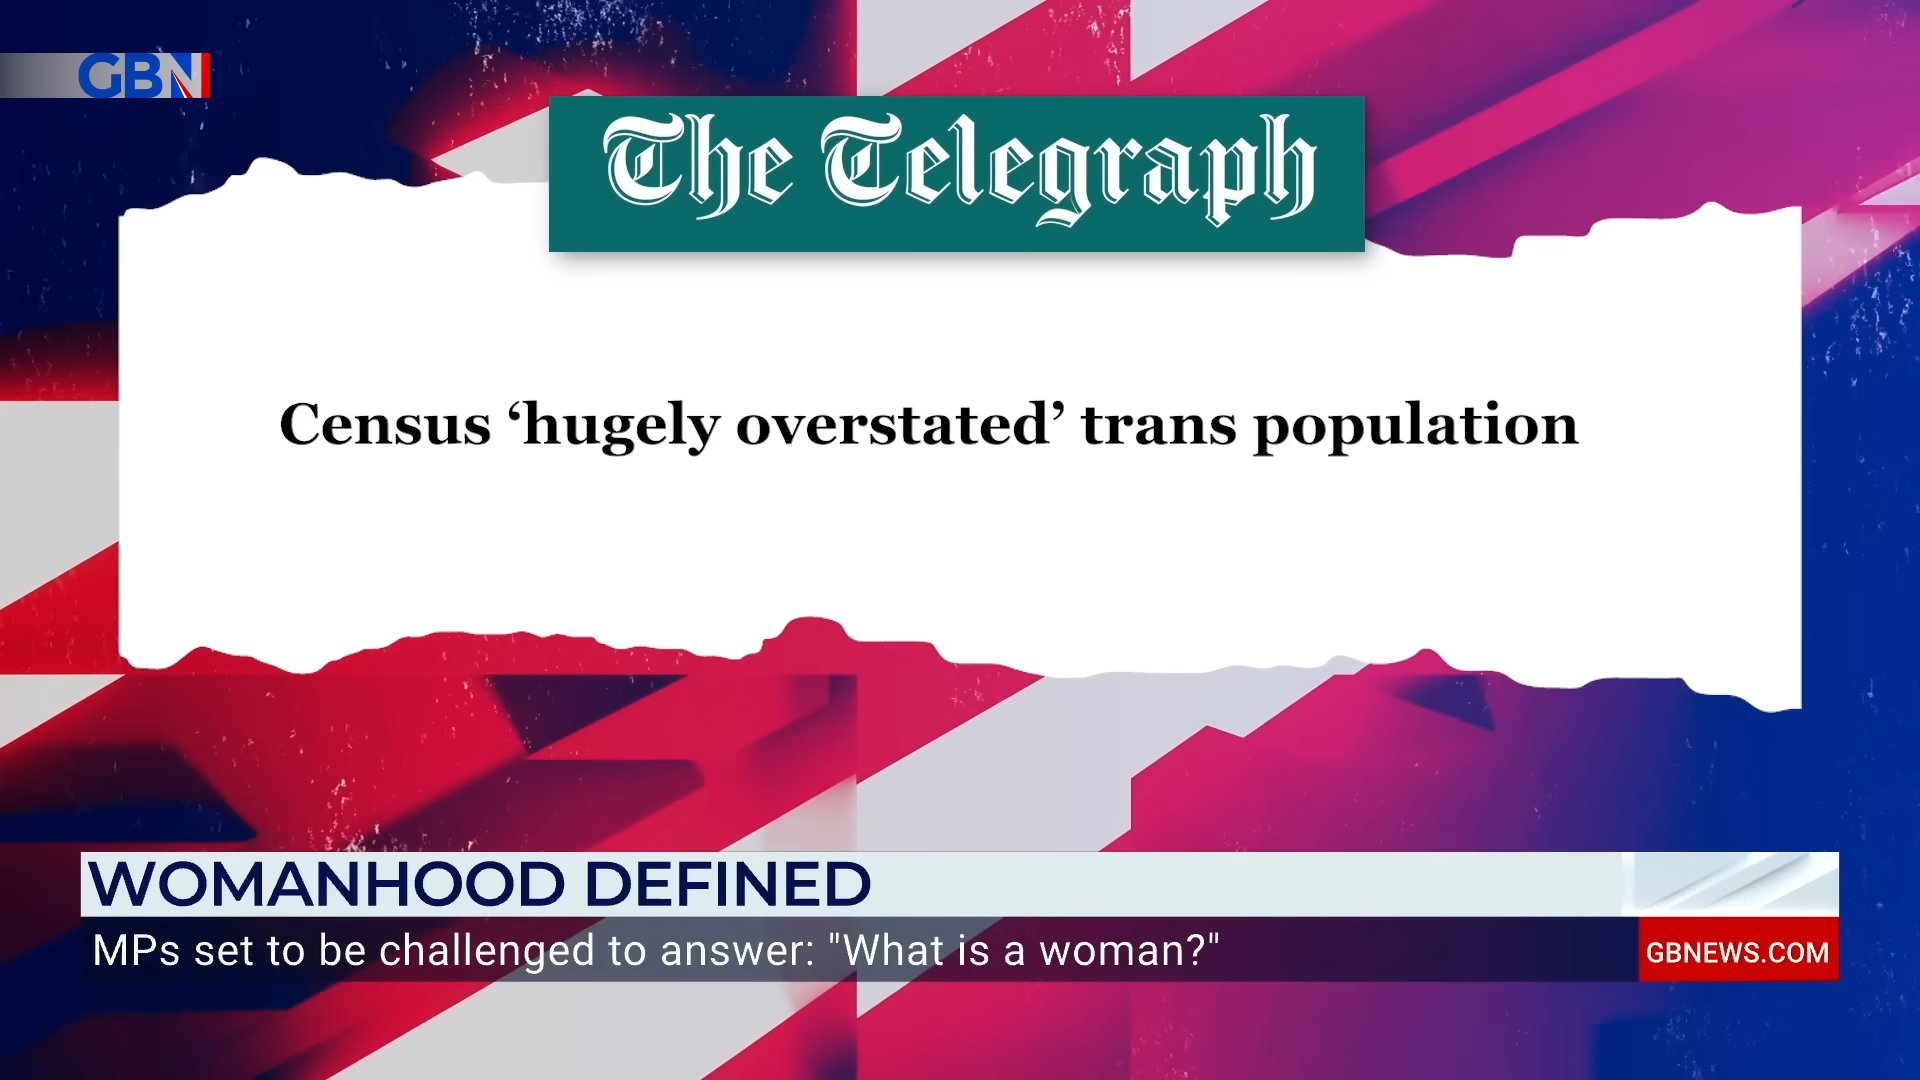 GBN
The Telegraph
Census ‘hugely overstated’ trans population
WOMANHOOD DEFINED
MPs set to be challenged to answer: "What is a woman?"
GBNEWS.COM